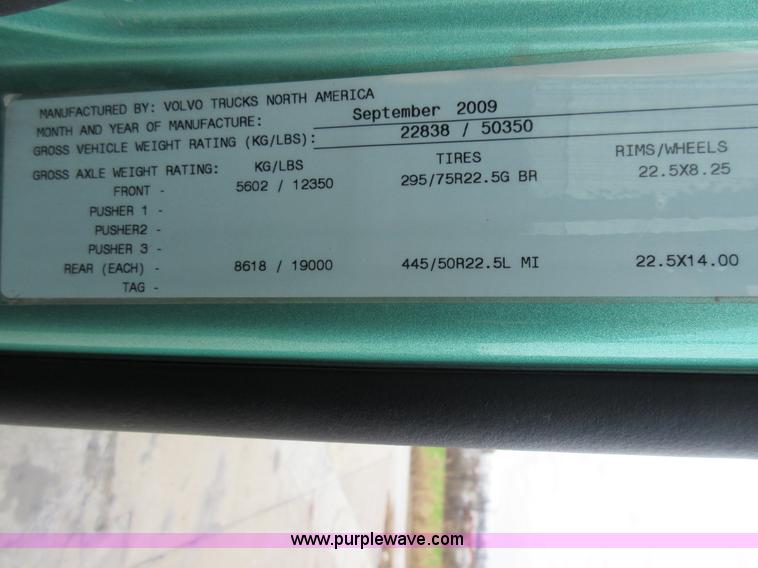 MANUFACTURED BY: VOLVO TRUCKS NORTH AMERICA
MONTH AND YEAR OF MANUFACTURE: September 2009
GROSS VEHICLE WEIGHT RATING (KG/LBS): 22838 / 50350
GROSS AXLE WEIGHT RATING: KG/LBS TIRES RIMS/WHEELS
FRONT - 5602 / 12350 295/75R22.5G BR 22.5X8.25
PUSHER 1 -
PUSHER2 -
PUSHER 3 -
REAR (EACH) - 8618 / 19000 445/50R22.5L MI 22.5X14.00
TAG -
www.purplewave.com